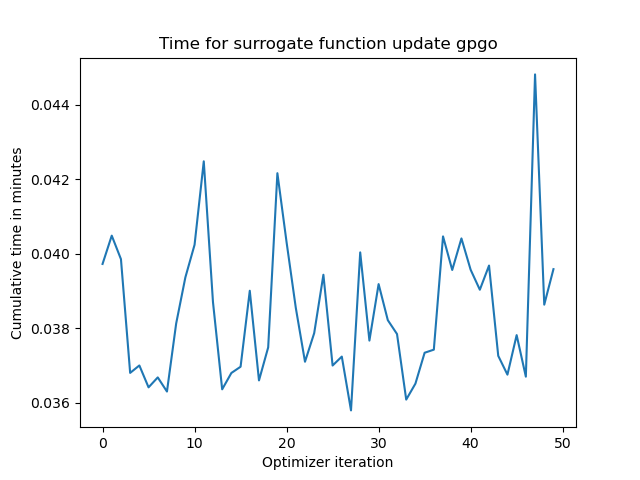 Time for surrogate function update gpgo
Cumulative time in minutes
0.044
0.042
0.040
0.038
0.036
0 10 20 30 40 50
Optimizer iteration